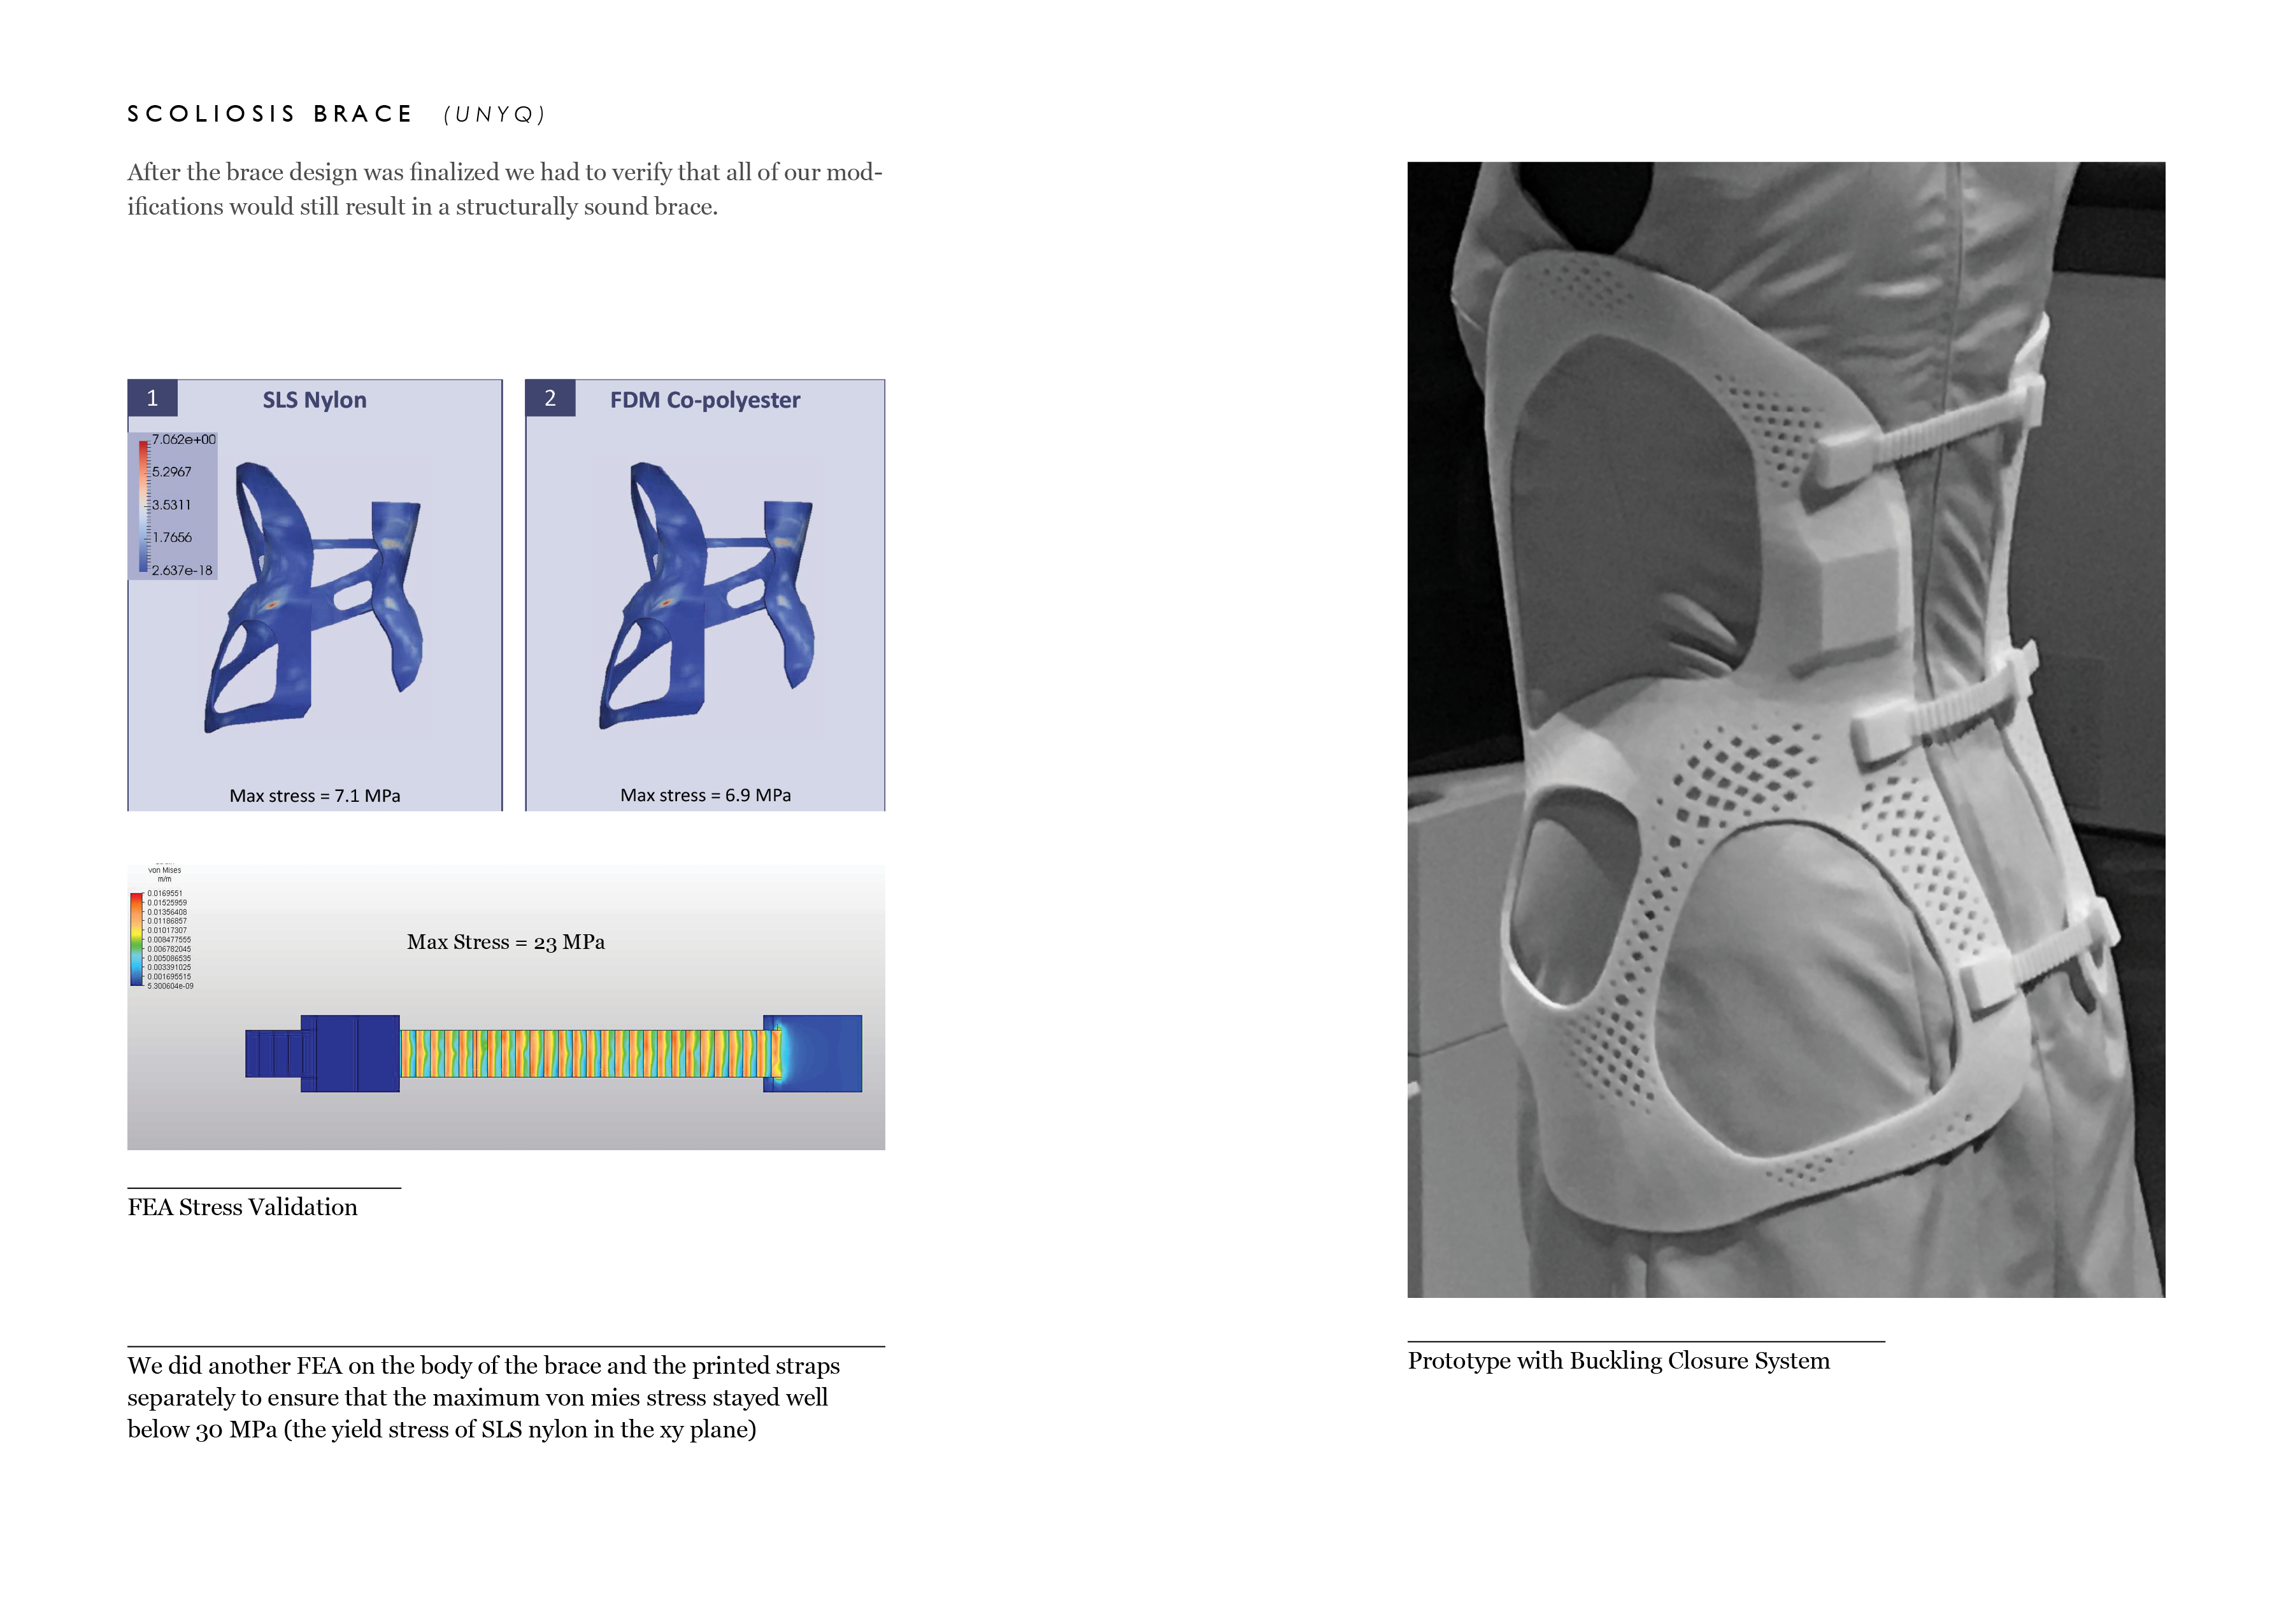 SCOLIOSIS BRACE (UNYQ)
After the brace design was finalized we had to verify that all of our mod-
ifications would still result in a structurally sound brace.
1
SLS Nylon
7.062e+00
5.2967
3.5311
1.7656
2.637e-18
Max stress = 7.1 MPa
2
FDM Co-polyester
Max stress = 6.9 MPa
von Mises
m/m
0.0169551
0.01525959
0.01356408
0.01186857
0.01017307
0.008477555
0.006782045
0.005086535
0.003391025
0.001695515
5.300604e-09
Max Stress = 23 MPa
FEA Stress Validation
We did another FEA on the body of the brace and the printed straps
separately to ensure that the maximum von mies stress stayed well
below 30 MPa (the yield stress of SLS nylon in the xy plane)
Prototype with Buckling Closure System